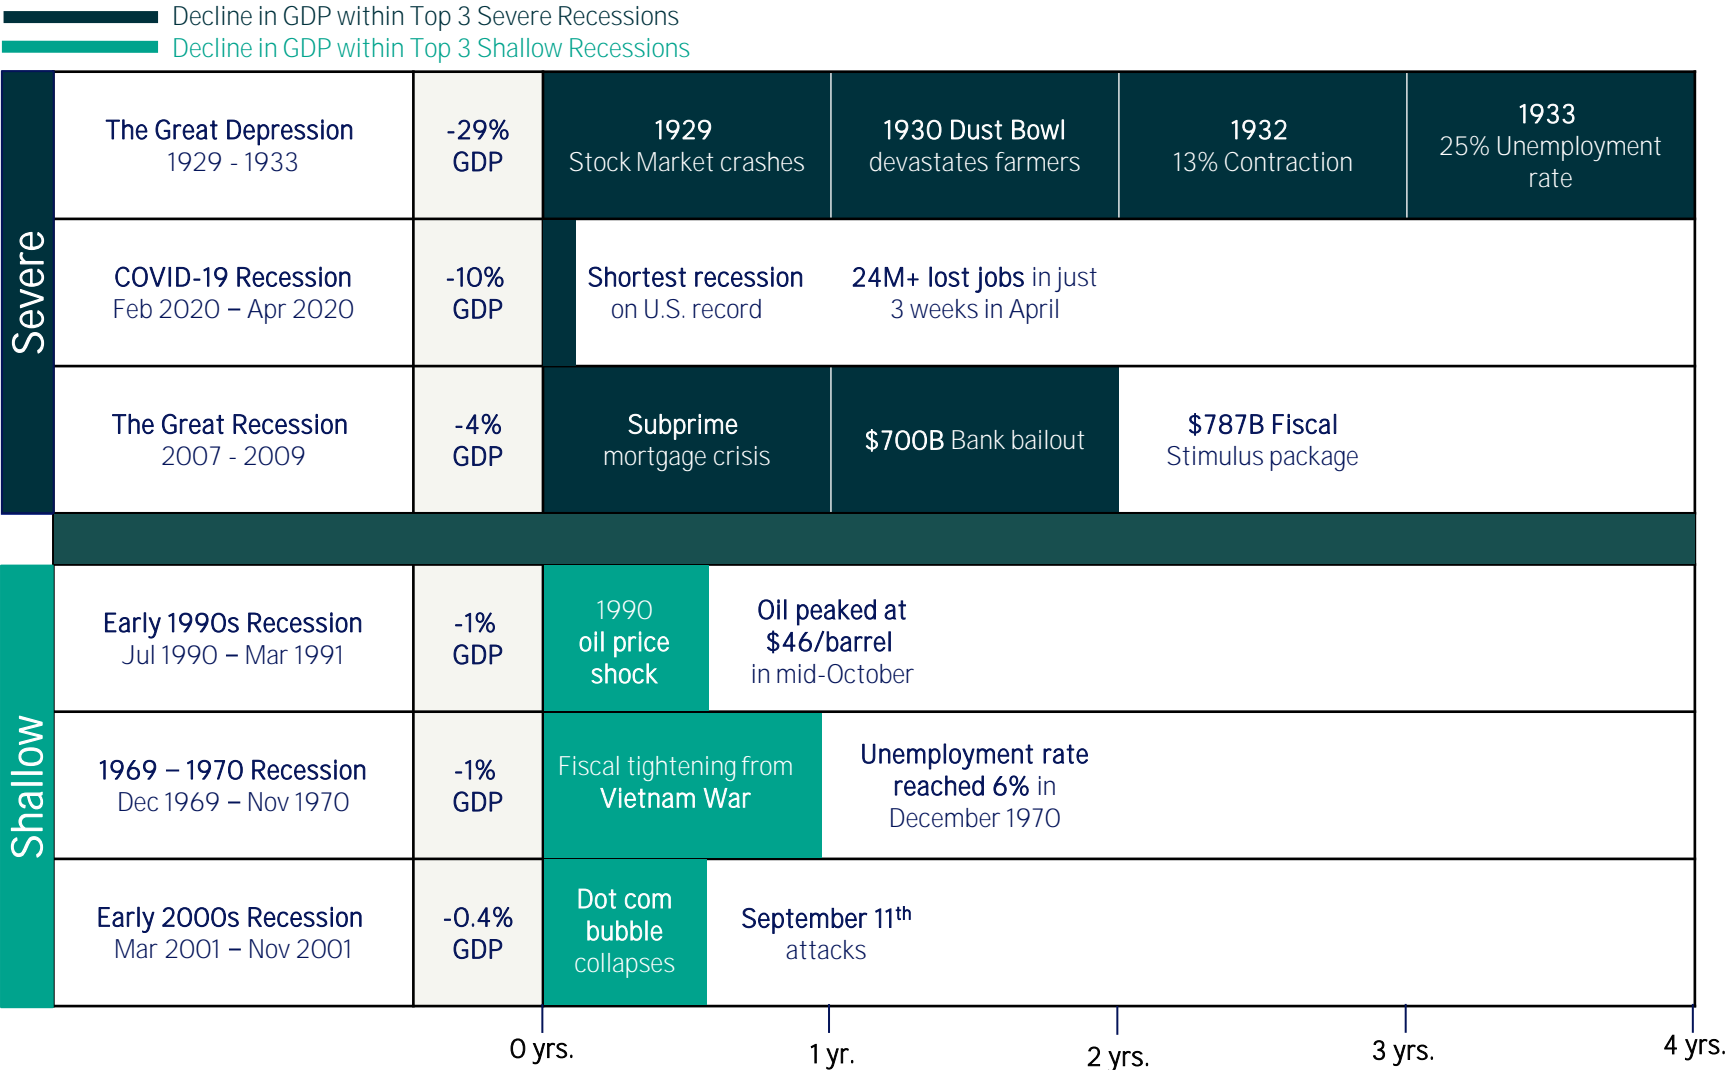 Decline in GDP within Top 3 Severe Recessions
Decline in GDP within Top 3 Shallow Recessions
Severe
The Great Depression
1929 - 1933
-29%
GDP
1929
Stock Market crashes
1930 Dust Bowl
devastates farmers
1932
13% Contraction
1933
25% Unemployment
rate
COVID-19 Recession
Feb 2020 – Apr 2020
-10%
GDP
Shortest recession
on U.S. record
24M+ lost jobs in just
3 weeks in April
The Great Recession
2007 - 2009
-4%
GDP
Subprime
mortgage crisis
$700B Bank bailout
$787B Fiscal
Stimulus package
Shallow
Early 1990s Recession
Jul 1990 – Mar 1991
-1%
GDP
1990
oil price
shock
Oil peaked at
$46/barrel
in mid-October
1969 – 1970 Recession
Dec 1969 – Nov 1970
-1%
GDP
Fiscal tightening from
Vietnam War
Unemployment rate
reached 6% in
December 1970
Early 2000s Recession
Mar 2001 – Nov 2001
-0.4%
GDP
Dot com
bubble
collapses
September 11th
attacks
0 yrs.
1 yr.
2 yrs.
3 yrs.
4 yrs.